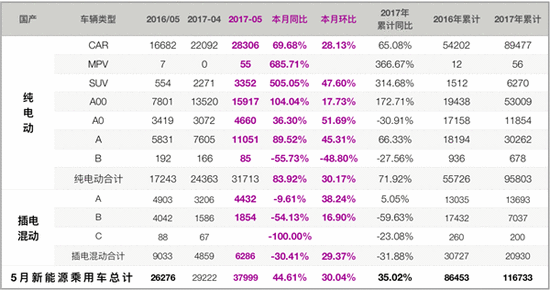 国产 车辆类型 2016/05 2017-04 2017-05 本月同比 本月环比 2017年累计同比 2016年累计 2017年累计
纯电动 CAR 16682 22092 28306 69.68% 28.13% 65.08% 54202 89477
MPV 7 0 55 685.71% 366.67% 12 56
SUV 554 2271 3352 505.05% 47.60% 314.68% 1512 6270
A00 7801 13520 15917 104.04% 17.73% 172.71% 19438 53009
A0 3419 3072 4660 36.30% 51.69% -30.91% 17158 11854
A 5831 7605 11051 89.52% 45.31% 66.33% 18194 30262
B 192 166 85 -55.73% -48.80% -27.56% 936 678
纯电动合计 17243 24363 31713 83.92% 30.17% 71.92% 55726 95803
插电混动 A 4903 3206 4432 -9.61% 38.24% 5.05% 13035 13693
B 4042 1586 1854 -54.13% 16.90% -59.63% 17432 7037
C 88 67 -100.00% -23.08% 260 200
插电混动合计 9033 4859 6286 -30.41% 29.37% -31.88% 30727 20930
5月新能源乘用车总计 26276 29222 37999 44.61% 30.04% 35.02% 86453 116733